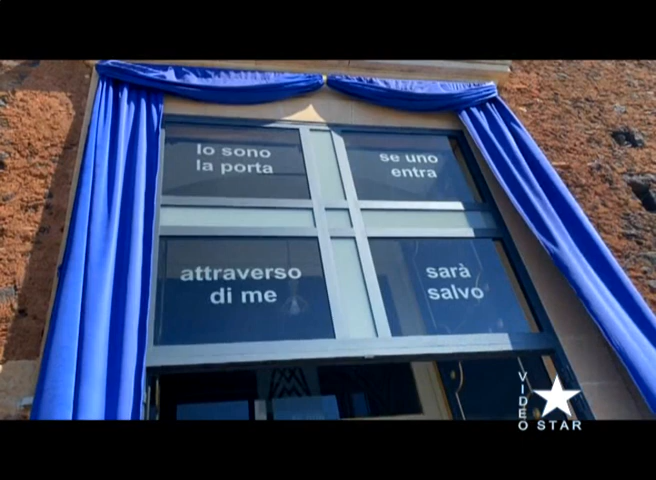 Io sono
la porta
se uno
entra
attraverso
di me
sarà
salvo
VIDEO
STAR